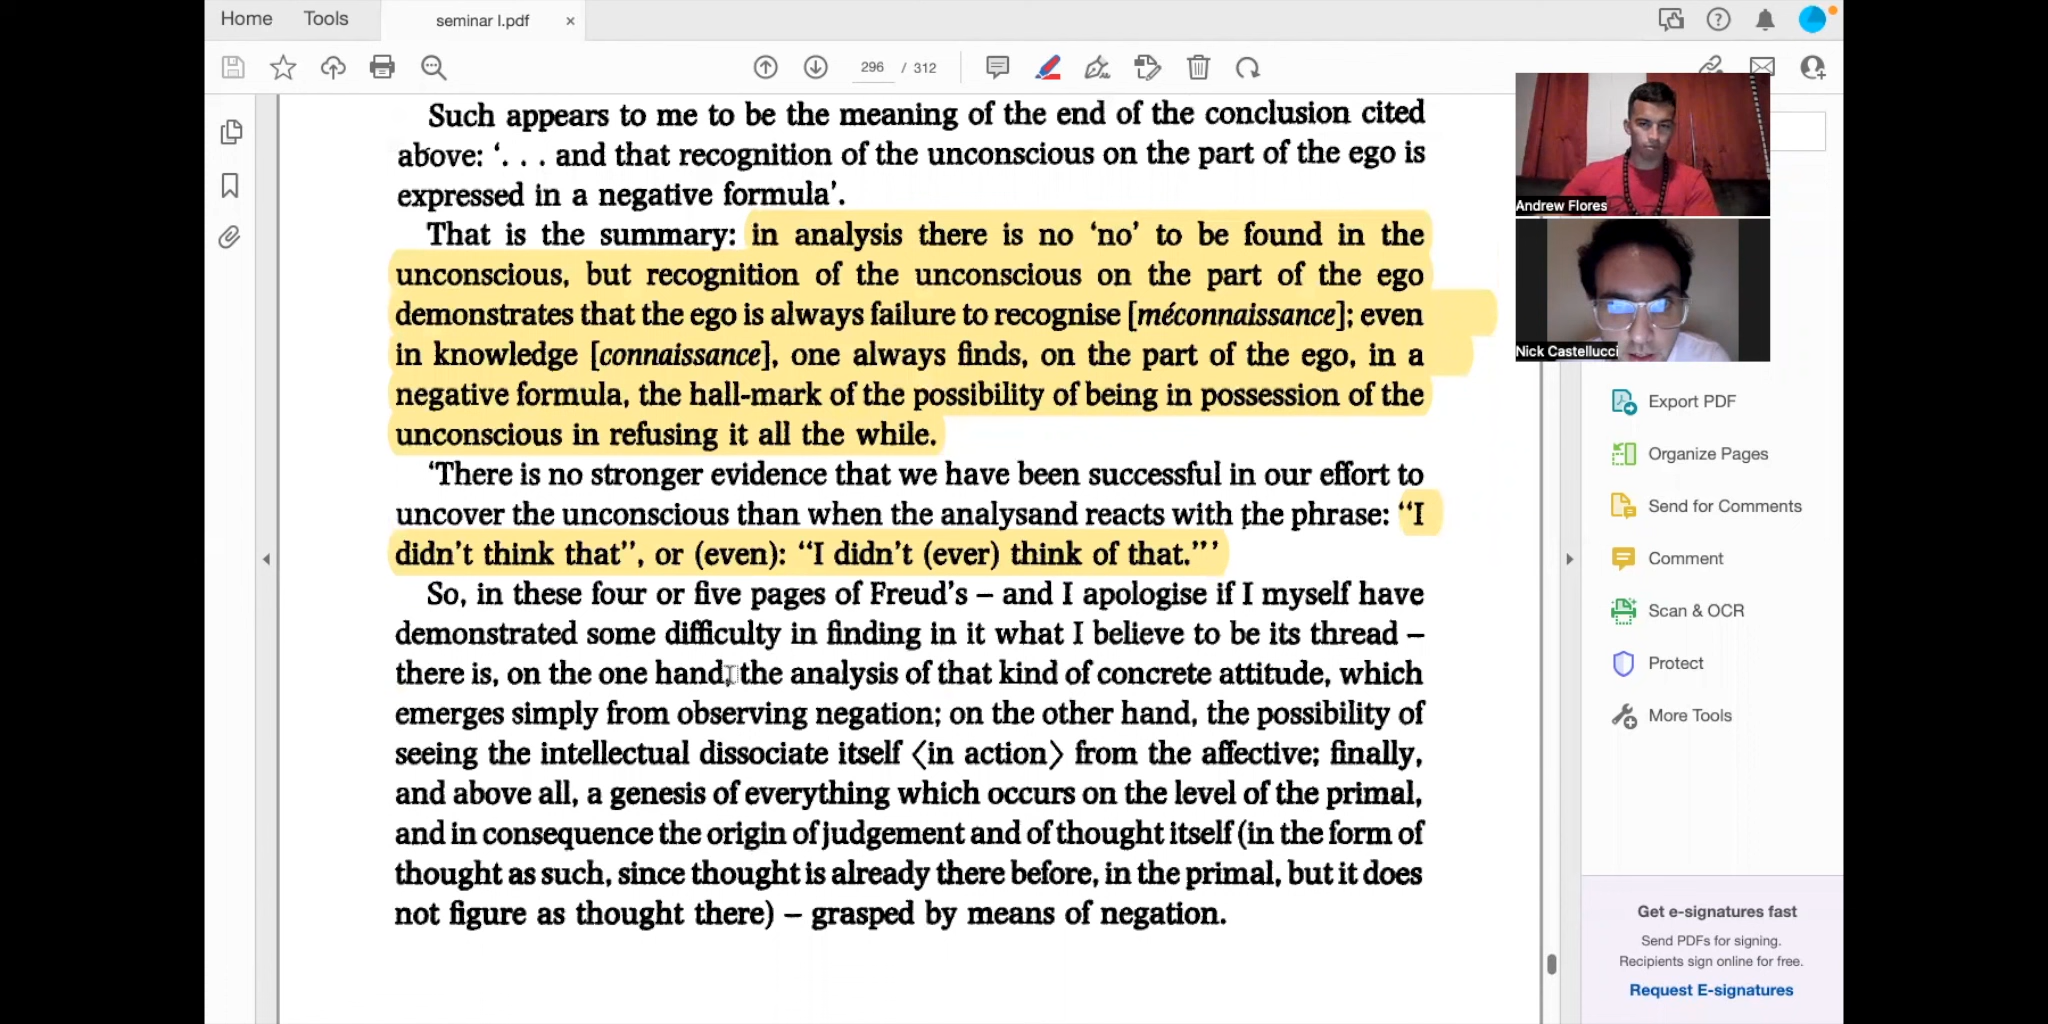 Home
Tools
seminar I.pdf
296 / 312
Such appears to me to be the meaning of the end of the conclusion cited
above: ‘. . . and that recognition of the unconscious on the part of the ego is
expressed in a negative formula’.
That is the summary: in analysis there is no ‘no’ to be found in the
unconscious, but recognition of the unconscious on the part of the ego
demonstrates that the ego is always failure to recognise [méconnaissance]; even
in knowledge [connaissance], one always finds, on the part of the ego, in a
negative formula, the hall-mark of the possibility of being in possession of the
unconscious in refusing it all the while.
‘There is no stronger evidence that we have been successful in our effort to
uncover the unconscious than when the analysand reacts with the phrase: “I
didn’t think that”, or (even): “I didn’t (ever) think of that.”’
So, in these four or five pages of Freud’s – and I apologise if I myself have
demonstrated some difficulty in finding in it what I believe to be its thread –
there is, on the one hand, the analysis of that kind of concrete attitude, which
emerges simply from observing negation; on the other hand, the possibility of
seeing the intellectual dissociate itself ⟨in action⟩ from the affective; finally,
and above all, a genesis of everything which occurs on the level of the primal,
and in consequence the origin of judgement and of thought itself (in the form of
thought as such, since thought is already there before, in the primal, but it does
not figure as thought there) – grasped by means of negation.
Andrew Flores
Nick Castellucci
Export PDF
Organize Pages
Send for Comments
Comment
Scan & OCR
Protect
More Tools
Get e-signatures fast
Send PDFs for signing.
Recipients sign online for free.
Request E-signatures